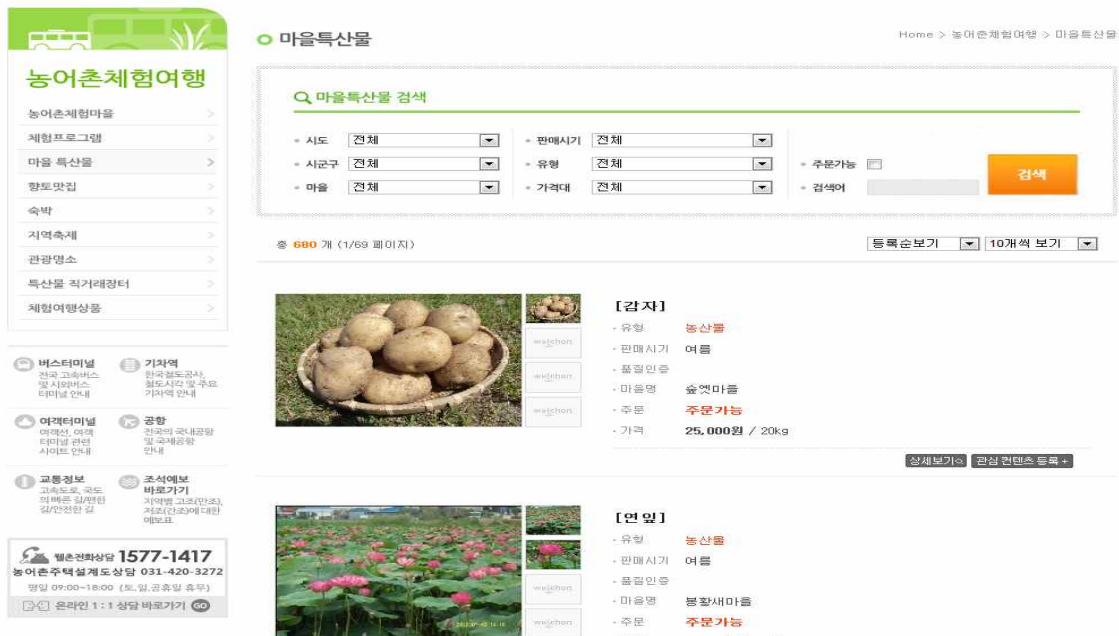 농어촌체험여행
농어촌체험마을
체험프로그램
마을 특산물
향토맛집
숙박
지역축제
관광명소
특산물 직거래장터
체험여행상품
버스터미널
전국 고속버스
및 시외버스
터미널 안내
기차역
한국철도공사,
철도시각 및 주요
기차역 안내
여객터미널
여객선, 여객
터미널 관련
사이트 안내
공항
전국의 국내공항
및 국제공항
안내
교통정보
고속도로, 국도
의 빠른 길/편한
길/안전한 길
조석예보
바로가기
지역별 고조(만조),
저조(간조)에 대한
예보표
웰촌전화상담 1577-1417
농어촌주택설계도상담 031-420-3272
평일 09:00~18:00 (토,일,공휴일 휴무)
온라인 1 : 1 상담 바로가기 GO
마을특산물
Home > 농어촌체험여행 > 마을특산물
마을특산물 검색
시도 전체 판매시기 전체
시군구 전체 유형 전체 주문가능
마을 전체 가격대 전체 검색어
검색
총 680 개 (1/69 페이지)
등록순보기 10개씩 보기
welchon
welchon
welchon
[감자]
유형 농산물
판매시기 여름
품질인증
마을명 숲옛마을
주문 주문가능
가격 25,000원 / 20kg
상세보기 관심 컨텐츠 등록 +
welchon
welchon
[연잎]
유형 농산물
판매시기 여름
품질인증
마을명 봉황새마을
주문 주문가능